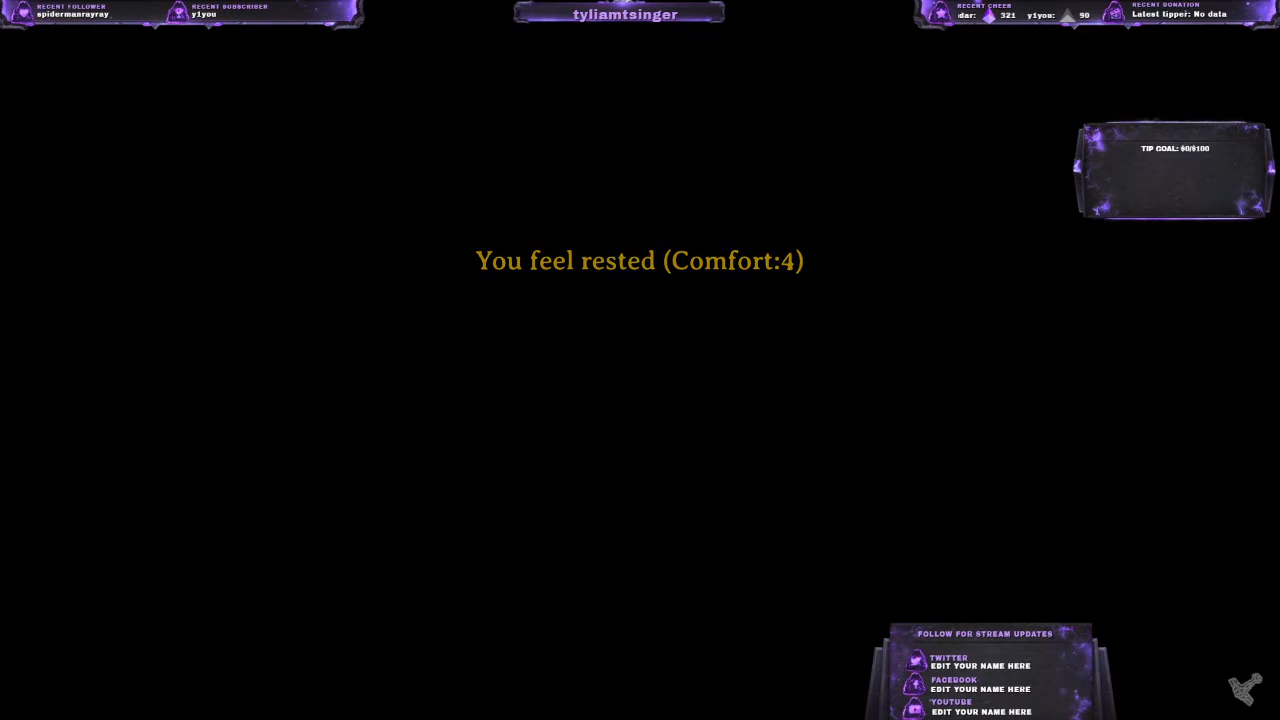 RECENT FOLLOWER
spidermanrayray
RECENT SUBSCRIBER
y1you
tyliamtsinger
RECENT CHEER
dar: 321 y1you: 90
RECENT DONATION
Latest tipper: No data
TIP GOAL: $0/$100
You feel rested (Comfort:4)
FOLLOW FOR STREAM UPDATES
TWITTER
EDIT YOUR NAME HERE
FACEBOOK
EDIT YOUR NAME HERE
YOUTUBE
EDIT YOUR NAME HERE